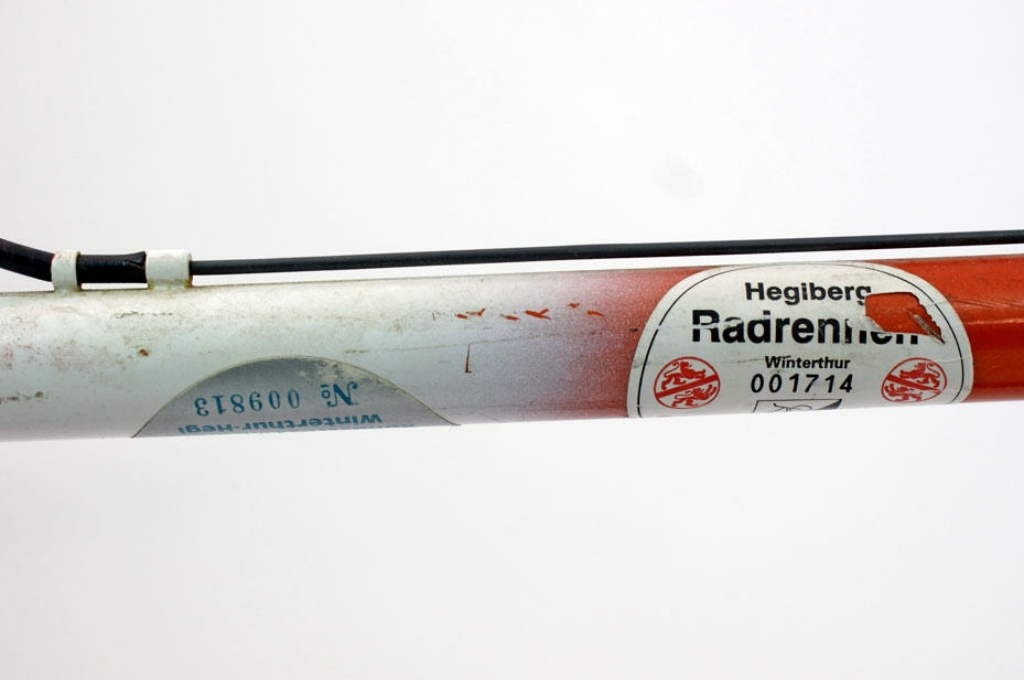 Hegiberg
Radrennen
Winterthur
001714
№ 009813
Winterthur-Hegi